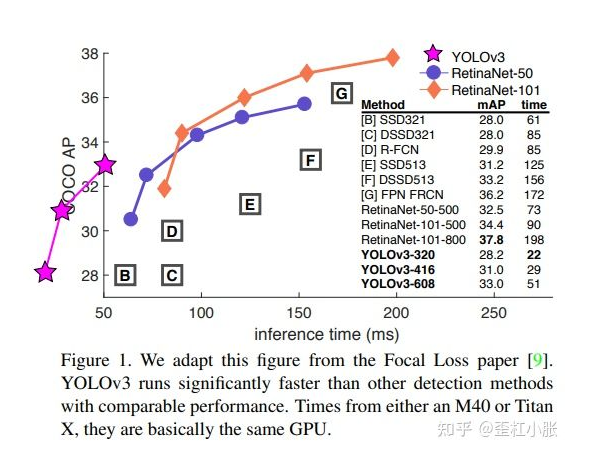 38
36
34
32
30
28
COCO AP
50
100
150
200
250
inference time (ms)
B
C
D
E
F
G
YOLOv3
RetinaNet-50
RetinaNet-101
Method mAP time
[B] SSD321 28.0 61
[C] DSSD321 28.0 85
[D] R-FCN 29.9 85
[E] SSD513 31.2 125
[F] DSSD513 33.2 156
[G] FPN FRCN 36.2 172
RetinaNet-50-500 32.5 73
RetinaNet-101-500 34.4 90
RetinaNet-101-800 37.8 198
YOLOv3-320 28.2 22
YOLOv3-416 31.0 29
YOLOv3-608 33.0 51
Figure 1. We adapt this figure from the Focal Loss paper [9].
YOLOv3 runs significantly faster than other detection methods
with comparable performance. Times from either an M40 or Titan
X, they are basically the same GPU.
知乎 @歪杠小胀